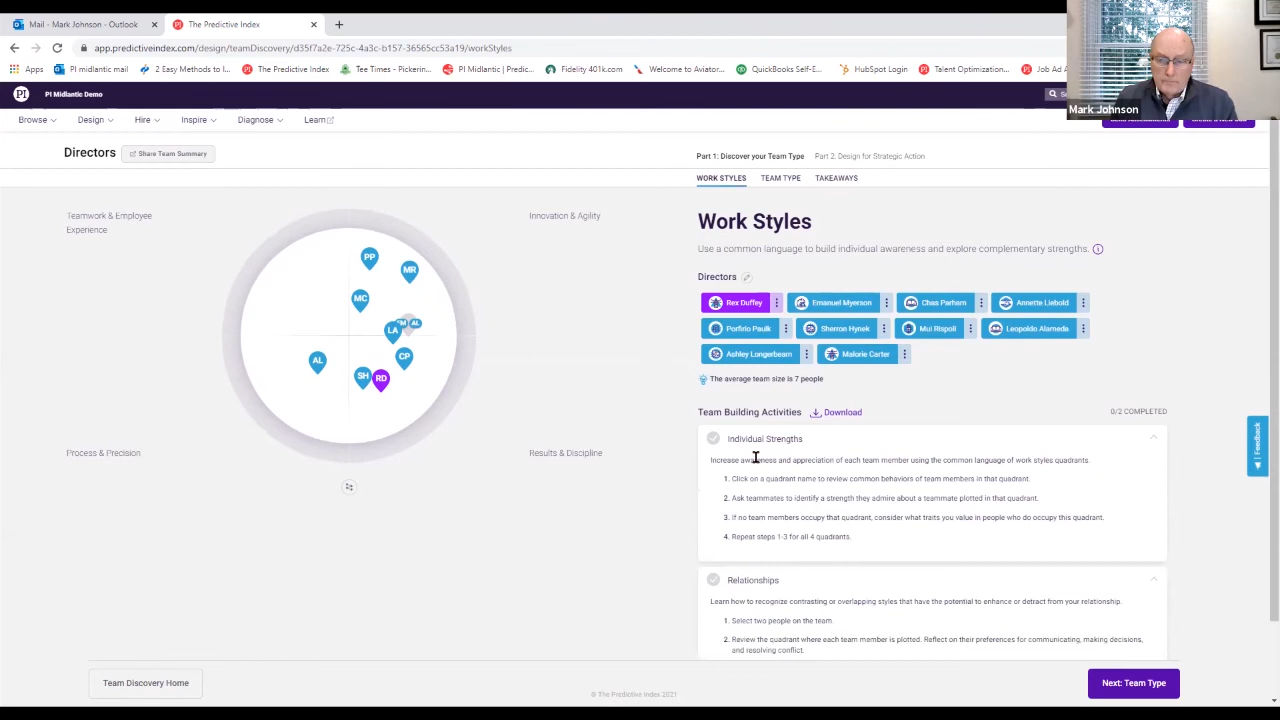 Mail - Mark Johnson - Outlook
The Predictive Index
app.predictiveindex.com/design/teamDiscovery/d35f7a2e-725c-4a3c-b157-
cc53a19/workStyles
Apps
PI midlantic mail
2 Easy Methods to I...
The Predictive Inde...
Tee Times
PI Midlantic Predic...
Fidelity 401k.com
Welcome to Aviator...
QuickBooks Self-E...
HubSpot Login
Talent Optimization...
Job Ad
Mark Johnson
PI
PI Midlantic Demo
Browse
Design
Hire
Inspire
Diagnose
Learn
Directors
Share Team Summary
Part 1: Discover your Team Type
Part 2: Design for Strategic Action
WORK STYLES
TEAM TYPE
TAKEAWAYS
Teamwork & Employee
Experience
Innovation & Agility
PP
MR
MC
LA
AL
AL
CP
SH
RD
Process & Precision
Results & Discipline
Work Styles
Use a common language to build individual awareness and explore complementary strengths.
Directors
Rex Duffey
Emanuel Myerson
Chas Parham
Annette Liebold
Porfirio Paulk
Sherron Hynek
Mui Rispoli
Leopoldo Alameda
Ashley Longerbeam
Malorie Carter
The average team size is 7 people
Team Building Activities
Download
0/2 COMPLETED
Individual Strengths
Increase awareness and appreciation of each team member using the common language of work styles quadrants.
1. Click on a quadrant name to review common behaviors of team members in that quadrant.
2. Ask teammates to identify a strength they admire about a teammate plotted in that quadrant.
3. If no team members occupy that quadrant, consider what traits you value in people who do occupy this quadrant.
4. Repeat steps 1-3 for all 4 quadrants.
Relationships
Learn how to recognize contrasting or overlapping styles that have the potential to enhance or detract from your relationship.
1. Select two people on the team.
2. Review the quadrant where each team member is plotted. Reflect on their preferences for communicating, making decisions,
and resolving conflict.
Feedback
Team Discovery Home
© The Predictive Index 2021
Next: Team Type